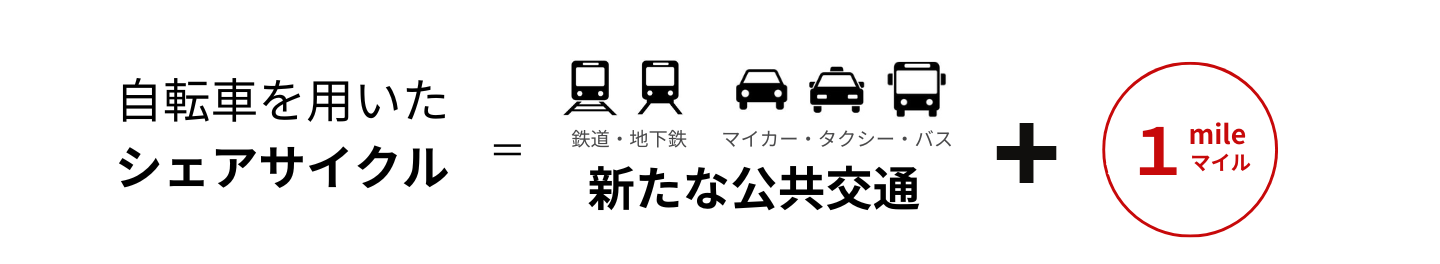 自転車を用いた
シェアサイクル
=
鉄道・地下鉄
マイカー・タクシー・バス
新たな公共交通
+
1 mile
マイル